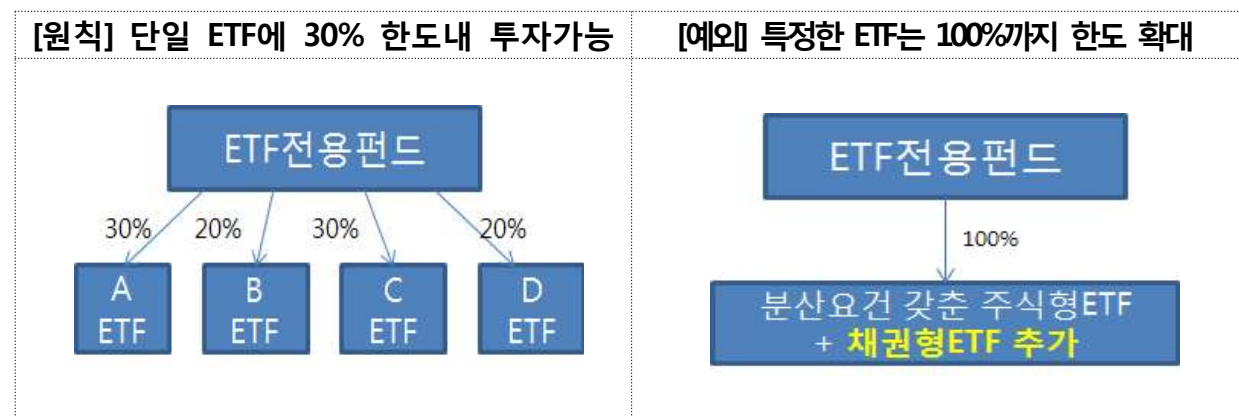 [원칙] 단일 ETF에 30% 한도내 투자가능
[예외] 특정한 ETF는 100%까지 한도 확대
ETF전용펀드
30% 20% 30% 20%
A ETF
B ETF
C ETF
D ETF
ETF전용펀드
100%
분산요건 갖춘 주식형ETF
+ 채권형ETF 추가